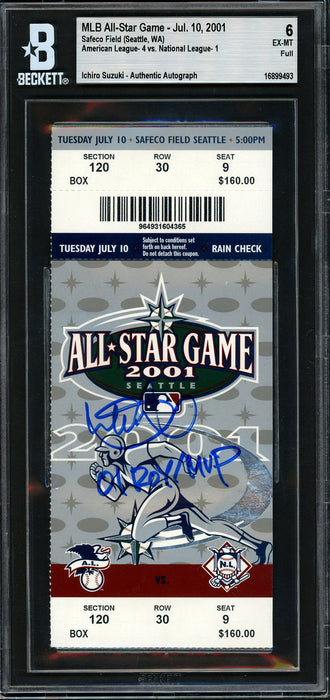 MLB All-Star Game - Jul. 10, 2001
Safeco Field (Seattle, WA)
American League- 4 vs. National League- 1
6
EX-MT
Full
B
BECKETT
Ichiro Suzuki - Authentic Autograph
16899493
TUESDAY JULY 10 • SAFECO FIELD SEATTLE • 5:00PM
SECTION ROW SEAT
120 30 9
BOX $160.00
964931604365
TUESDAY JULY 10
Subject to conditions set
forth on back hereof.
Do not detach this coupon.
RAIN CHECK
ALL★STAR GAME
2001
SEATTLE
2001
01 ROY/MVP
A.L.
VS.
N.L.
SECTION ROW SEAT
120 30 9
BOX $160.00